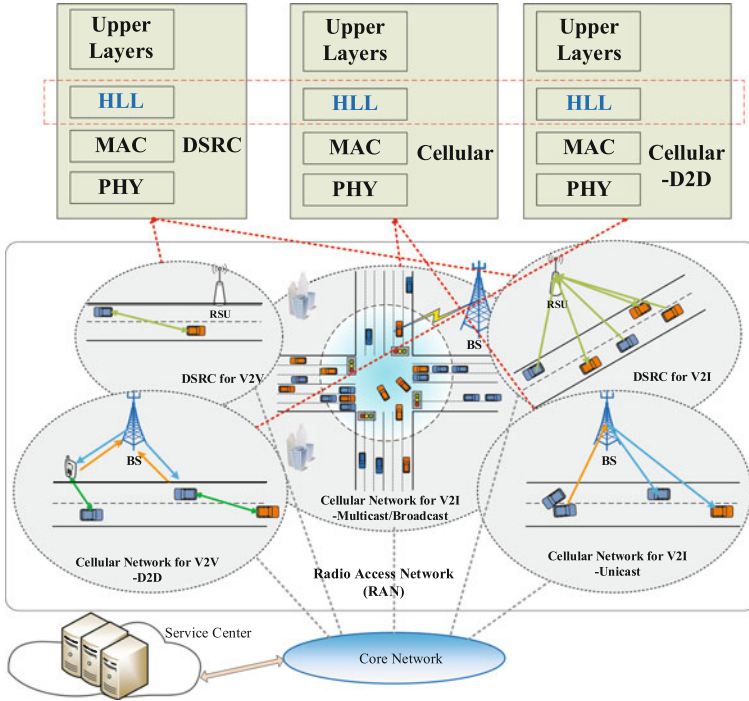 Upper
Layers
HLL
MAC
DSRC
PHY
Upper
Layers
HLL
MAC
Cellular
PHY
Upper
Layers
HLL
MAC
Cellular
-D2D
PHY
RSU
DSRC for V2V
BS
RSU
DSRC for V2I
BS
Cellular Network for V2V
-D2D
Cellular Network for V2I
-Multicast/Broadcast
BS
Cellular Network for V2I
-Unicast
Radio Access Network
(RAN)
Service Center
Core Network